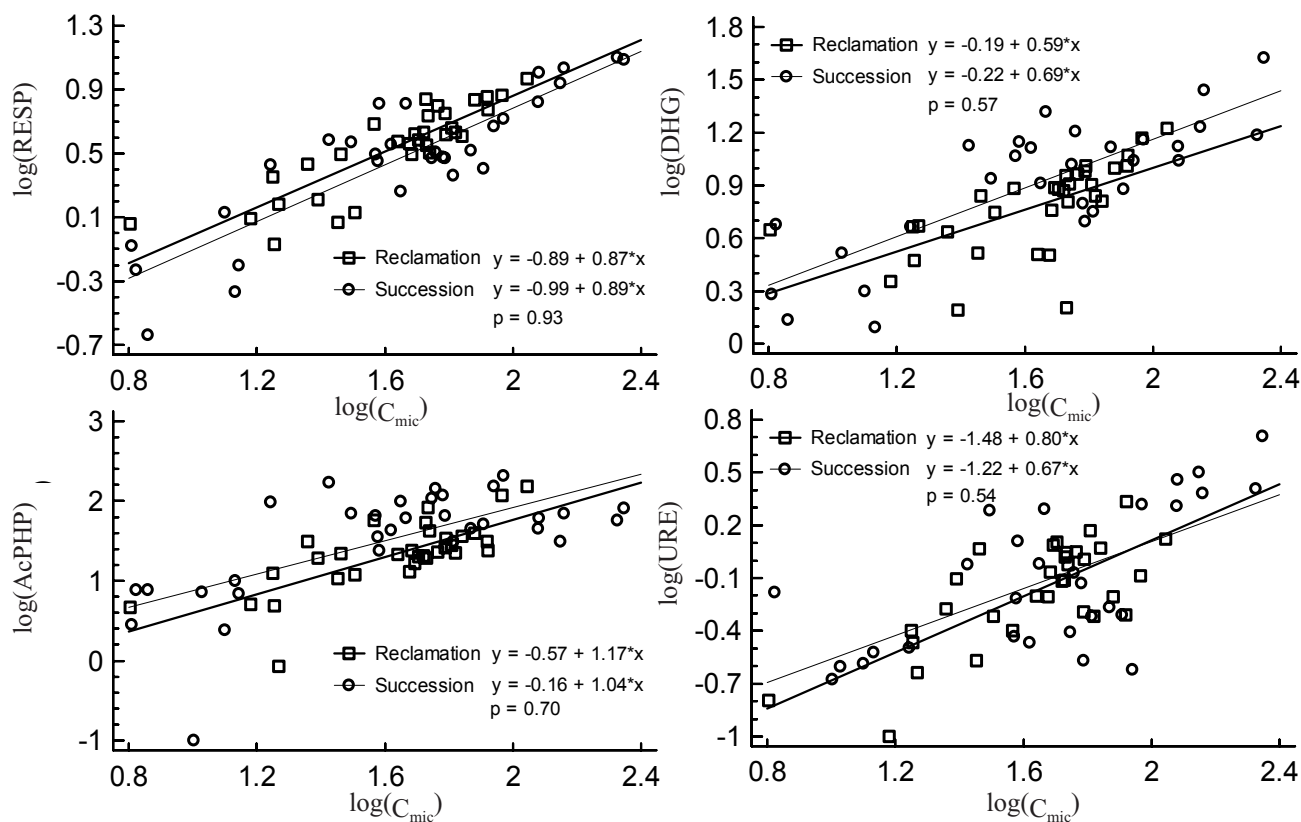 1.3
0.9
0.5
0.1
-0.3
-0.7
log(RESP)
Reclamation y = -0.89 + 0.87*x
Succession y = -0.99 + 0.89*x
p = 0.93
0.8 1.2 1.6 2 2.4
log(Cmic)
1.8
1.5
1.2
0.9
0.6
0.3
0
log(DHG)
Reclamation y = -0.19 + 0.59*x
Succession y = -0.22 + 0.69*x
p = 0.57
0.8 1.2 1.6 2 2.4
log(Cmic)
3
2
1
0
-1
log(AcPHP)
)
Reclamation y = -0.57 + 1.17*x
Succession y = -0.16 + 1.04*x
p = 0.70
0.8 1.2 1.6 2 2.4
log(Cmic)
0.8
0.5
0.2
-0.1
-0.4
-0.7
-1
log(URE)
Reclamation y = -1.48 + 0.80*x
Succession y = -1.22 + 0.67*x
p = 0.54
0.8 1.2 1.6 2 2.4
log(Cmic)